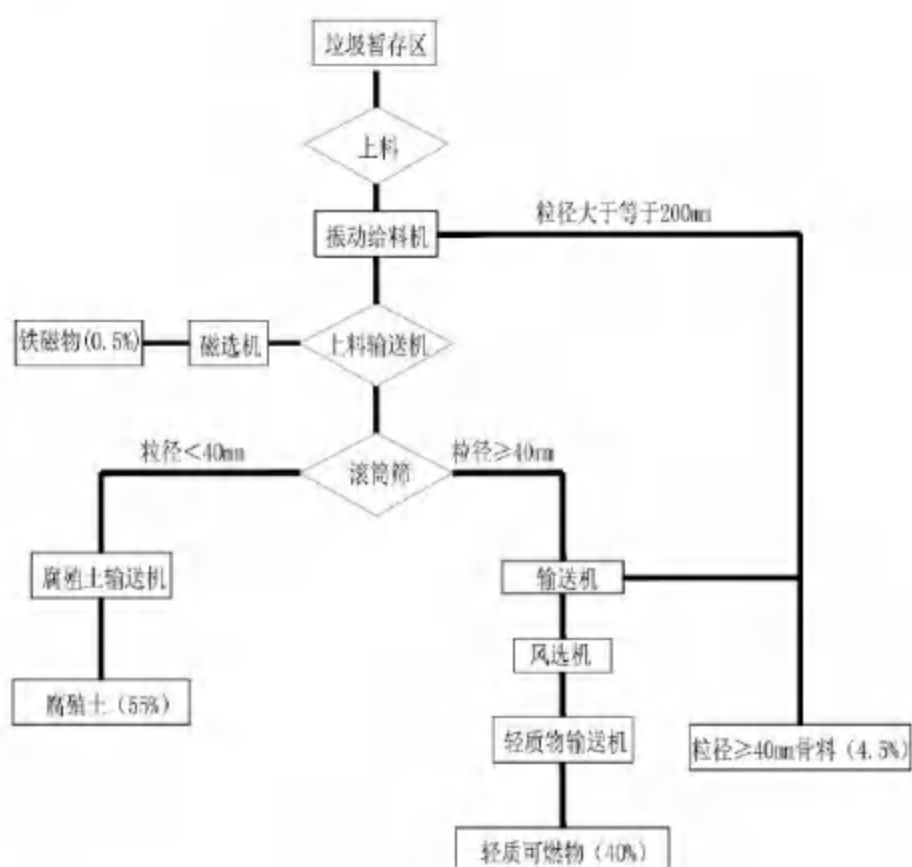 垃圾暂存区
上料
振动给料机
粒径大于等于200mm
铁磁物(0.5%)
磁选机
上料输送机
粒径<40mm
滚筒筛
粒径≥40mm
腐殖土输送机
输送机
风选机
腐殖土（55%）
轻质物输送机
粒径≥40mm骨料（4.5%）
轻质可燃物（40%）